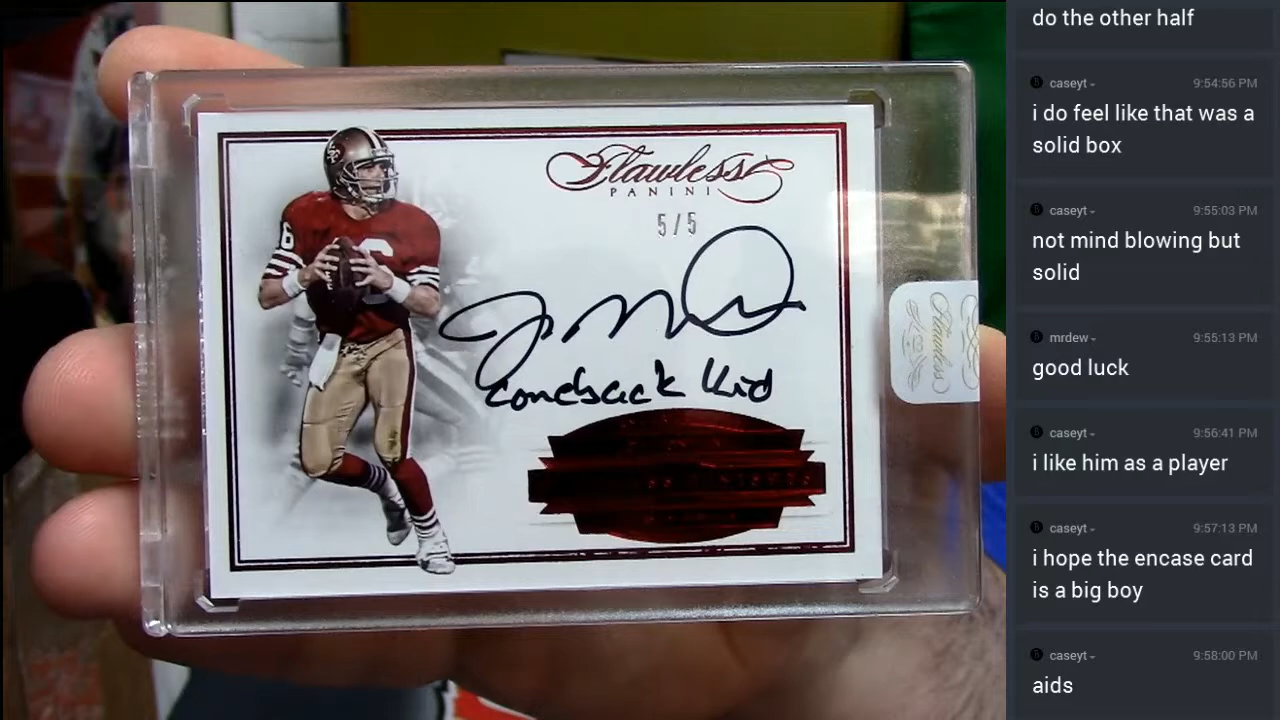 Flawless
PANINI
5/5
Comeback Kid
6
Flawless
do the other half
caseyt
9:54:56 PM
i do feel like that was a
solid box
caseyt
9:55:03 PM
not mind blowing but
solid
mrdew
9:55:13 PM
good luck
caseyt
9:56:41 PM
i like him as a player
caseyt
9:57:13 PM
i hope the encase card
is a big boy
caseyt
9:58:00 PM
aids